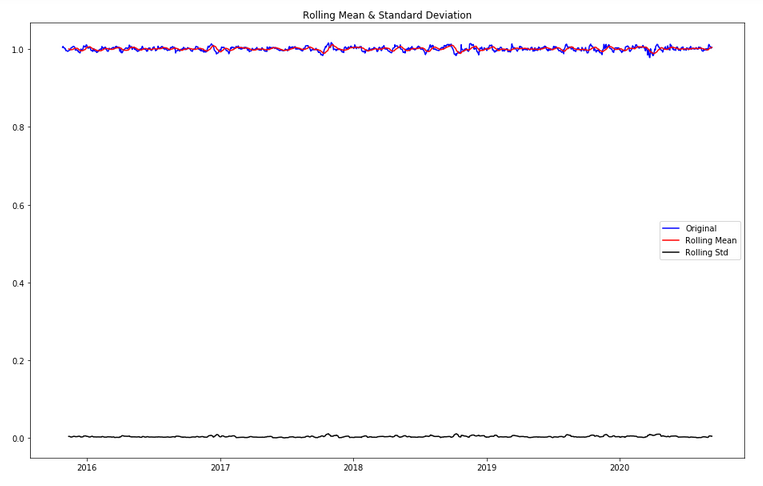 Rolling Mean & Standard Deviation
1.0
0.8
0.6
0.4
0.2
0.0
Original
Rolling Mean
Rolling Std
2016 2017 2018 2019 2020